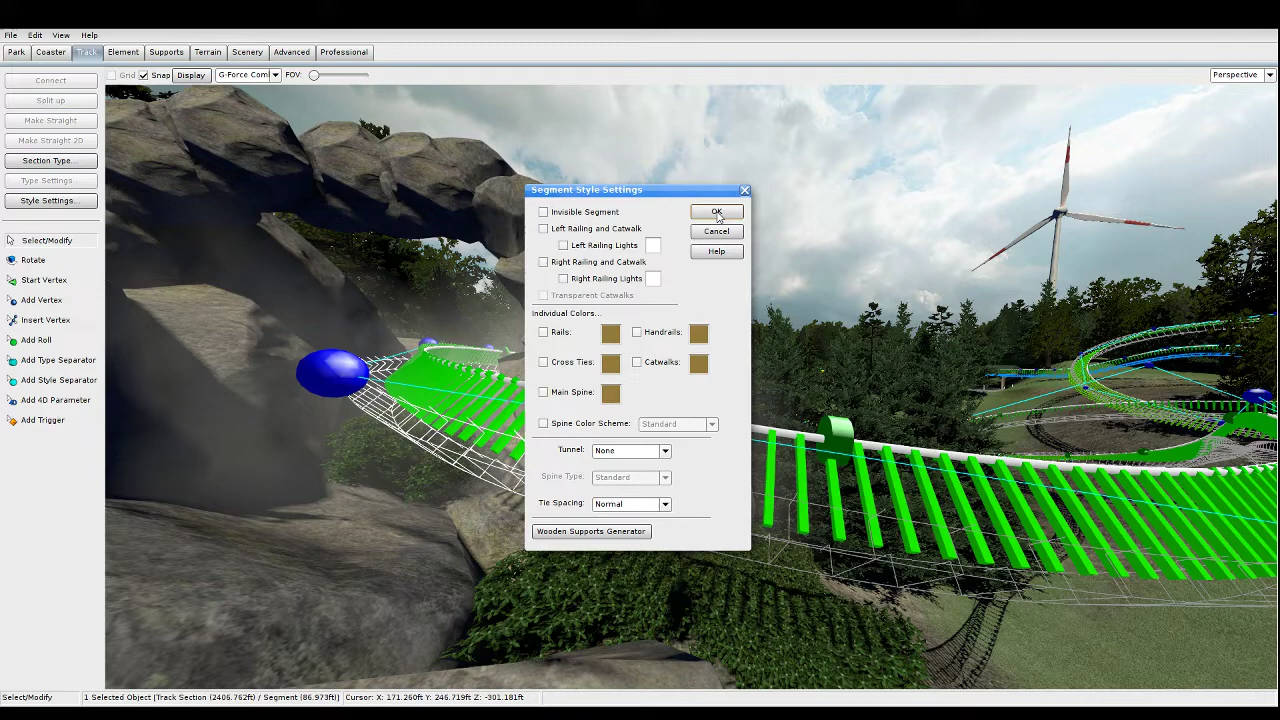 File Edit View Help
Park Coaster Track Element Supports Terrain Scenery Advanced Professional
Grid Snap Display G-Force Com FOV: Perspective
Connect
Split up
Make Straight
Make Straight 2D
Section Type...
Type Settings...
Style Settings...
Select/Modify
Rotate
Start Vertex
Add Vertex
Insert Vertex
Add Roll
Add Type Separator
Add Style Separator
Add 4D Parameter
Add Trigger
Segment Style Settings
Invisible Segment OK
Left Railing and Catwalk Cancel
Left Railing Lights Help
Right Railing and Catwalk
Right Railing Lights
Transparent Catwalks
Individual Colors...
Rails: Handrails:
Cross Ties: Catwalks:
Main Spine:
Spine Color Scheme: Standard
Tunnel: None
Spine Type: Standard
Tie Spacing: Normal
Wooden Supports Generator
Select/Modify 1 Selected Object [Track Section (2406.762ft) / Segment (86.973ft)] Cursor: X: 171.260ft Y: 246.719ft Z: -301.181ft